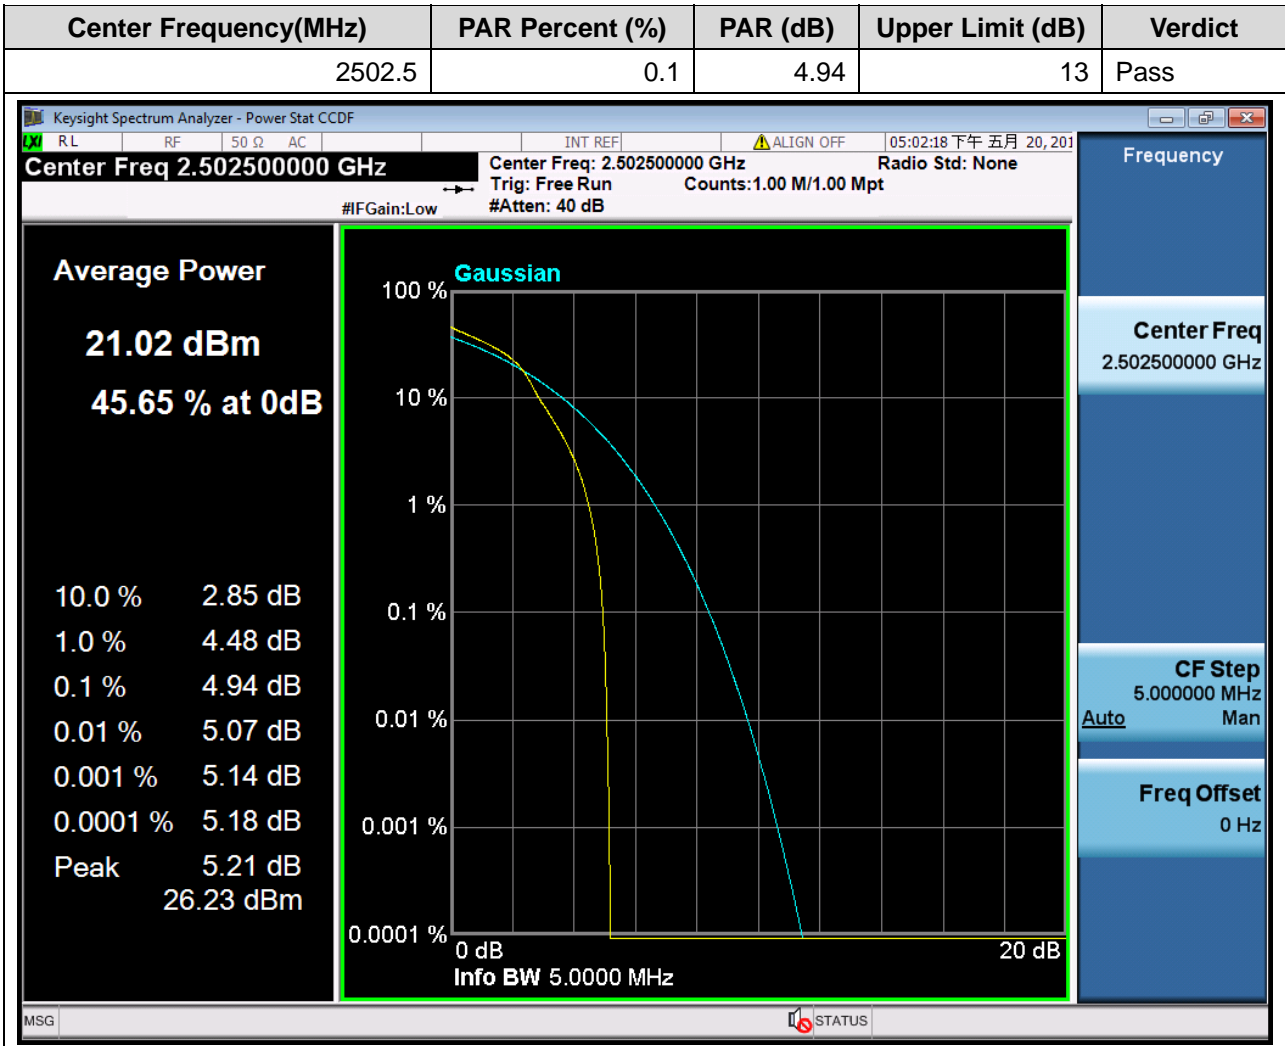 Center Frequency(MHz) PAR Percent (%) PAR (dB) Upper Limit (dB) Verdict
2502.5 0.1 4.94 13 Pass
Keysight Spectrum Analyzer - Power Stat CCDF
LXI RL RF 50 Ω AC INT REF ALIGN OFF 05:02:18 下午 五月 20, 201
Center Freq 2.502500000 GHz
Center Freq: 2.502500000 GHz Radio Std: None
Trig: Free Run Counts:1.00 M/1.00 Mpt
#IFGain:Low #Atten: 40 dB
Average Power
21.02 dBm
45.65 % at 0dB
10.0 % 2.85 dB
1.0 % 4.48 dB
0.1 % 4.94 dB
0.01 % 5.07 dB
0.001 % 5.14 dB
0.0001 % 5.18 dB
Peak 5.21 dB
26.23 dBm
Gaussian
100 %
10 %
1 %
0.1 %
0.01 %
0.001 %
0.0001 %
0 dB 20 dB
Info BW 5.0000 MHz
Frequency
Center Freq
2.502500000 GHz
CF Step
5.000000 MHz
Auto Man
Freq Offset
0 Hz
MSG STATUS